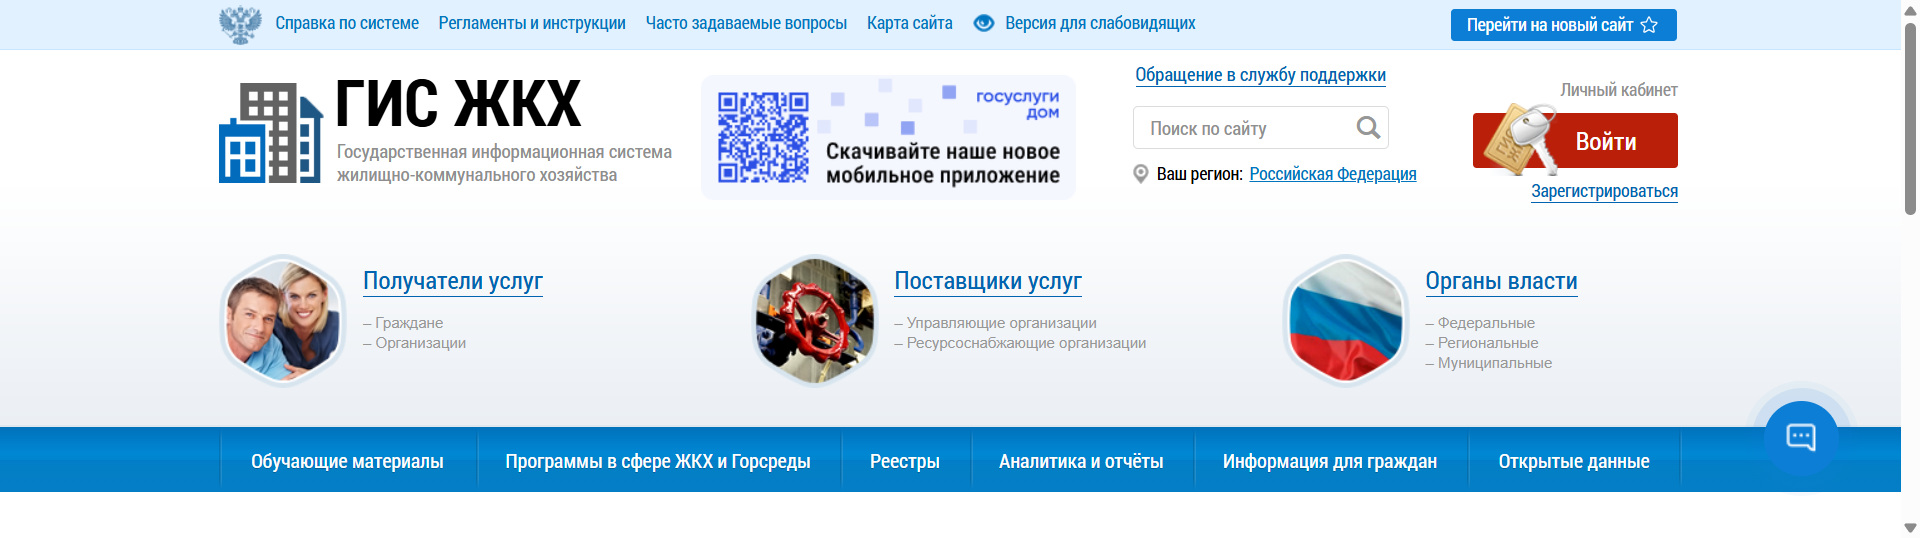 Справка по системе
Регламенты и инструкции
Часто задаваемые вопросы
Карта сайта
Версия для слабовидящих
Перейти на новый сайт
ГИС ЖКХ
Государственная информационная система
жилищно-коммунального хозяйства
госуслуги
дом
Скачивайте наше новое
мобильное приложение
Обращение в службу поддержки
Поиск по сайту
Ваш регион: Российская Федерация
Личный кабинет
ГИС
ЖКХ
Войти
Зарегистрироваться
Получатели услуг
– Граждане
– Организации
Поставщики услуг
– Управляющие организации
– Ресурсоснабжающие организации
Органы власти
– Федеральные
– Региональные
– Муниципальные
Обучающие материалы
Программы в сфере ЖКХ и Горсреды
Реестры
Аналитика и отчёты
Информация для граждан
Открытые данные